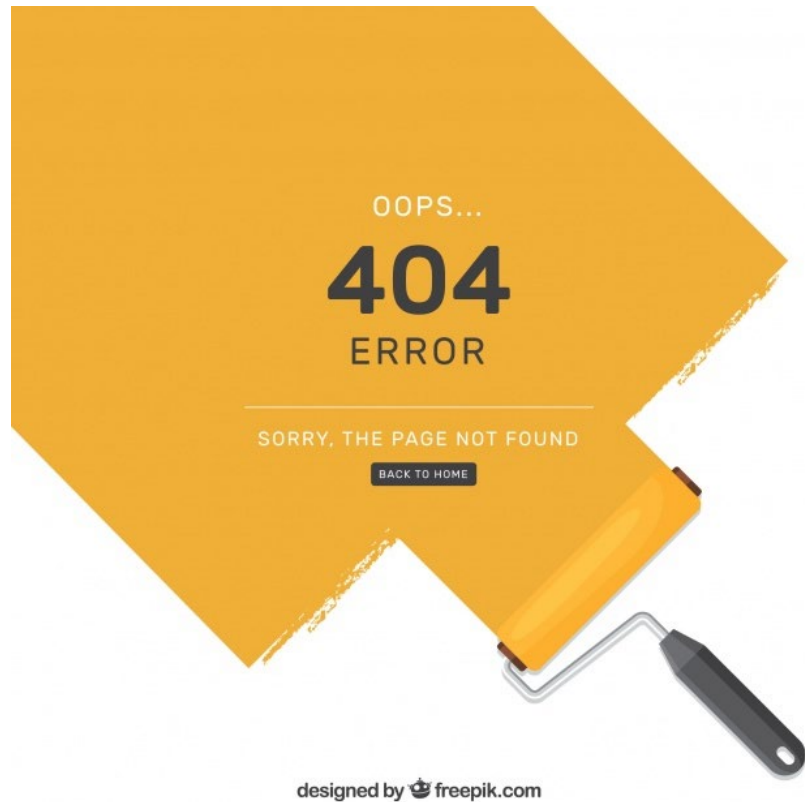 OOPS...
404
ERROR
SORRY, THE PAGE NOT FOUND
BACK TO HOME
designed by freepik.com